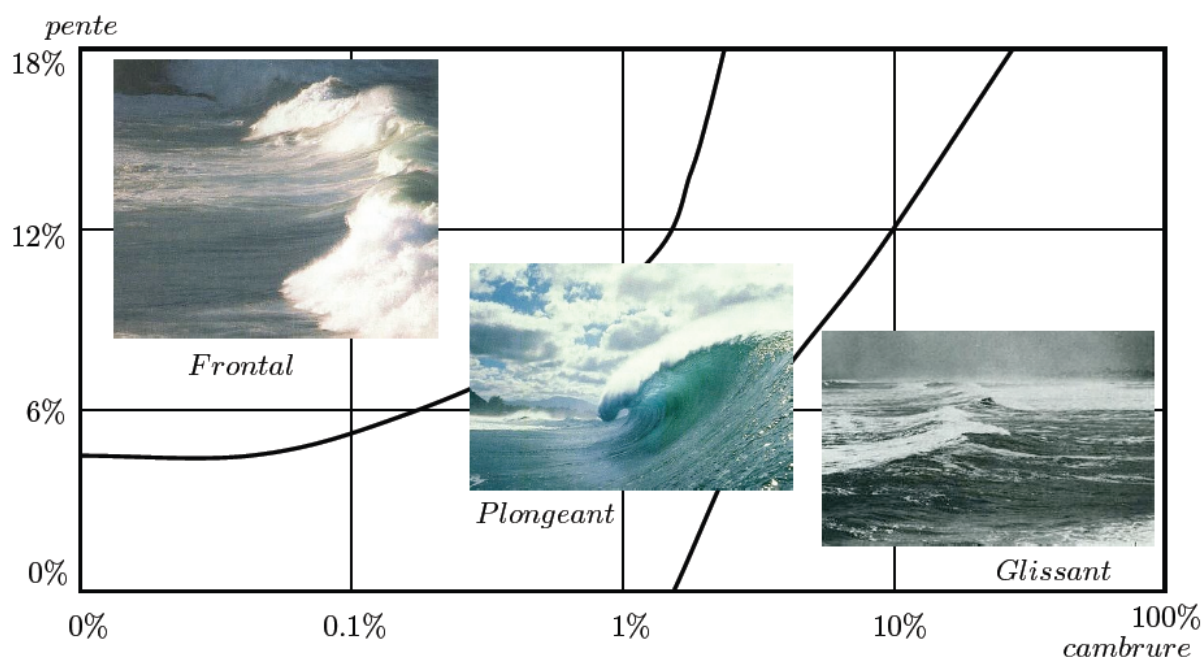 pente
18%
12%
Frontal
6%
Plongeant
0%
Glissant
0% 0.1% 1% 10% 100%
cambrure